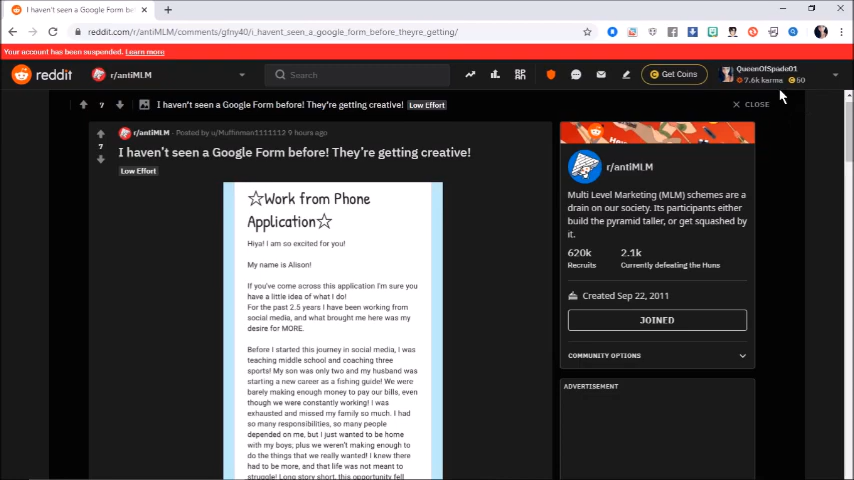 I haven't seen a Google Form bef
reddit.com/r/antiMLM/comments/gfny40/i_havent_seen_a_google_form_before_theyre_getting/
Your account has been suspended. Learn more
reddit
r/antiMLM
Search
Get Coins
QueenOfSpade01
7.6k karma 60
7
I haven't seen a Google Form before! They're getting creative!
Low Effort
CLOSE
r/antiMLM · Posted by u/Muffinman1111112 9 hours ago
7
I haven't seen a Google Form before! They're getting creative!
Low Effort
☆Work from Phone
Application☆
Hiya! I am so excited for you!
My name is Alison!
If you've come across this application I'm sure you
have a little idea of what I do!
For the past 2.5 years I have been working from
social media, and what brought me here was my
desire for MORE.
Before I started this journey in social media, I was
teaching middle school and coaching three
sports! My son was only two and my husband was
starting a new career as a fishing guide! We were
barely making enough money to pay our bills, even
though we were constantly working! I was
exhausted and missed my family so much. I had
so many responsibilities, so many people
depended on me, but I just wanted to be home
with my boys; plus we weren't making enough to
do the things that we really wanted! I knew there
had to be more, and that life was not meant to
struggle! Long story short, this opportunity fell
r/antiMLM
Multi Level Marketing (MLM) schemes are a
drain on our society. Its participants either
build the pyramid taller, or get squashed by
it.
620k
Recruits
2.1k
Currently defeating the Huns
Created Sep 22, 2011
JOINED
COMMUNITY OPTIONS
ADVERTISEMENT